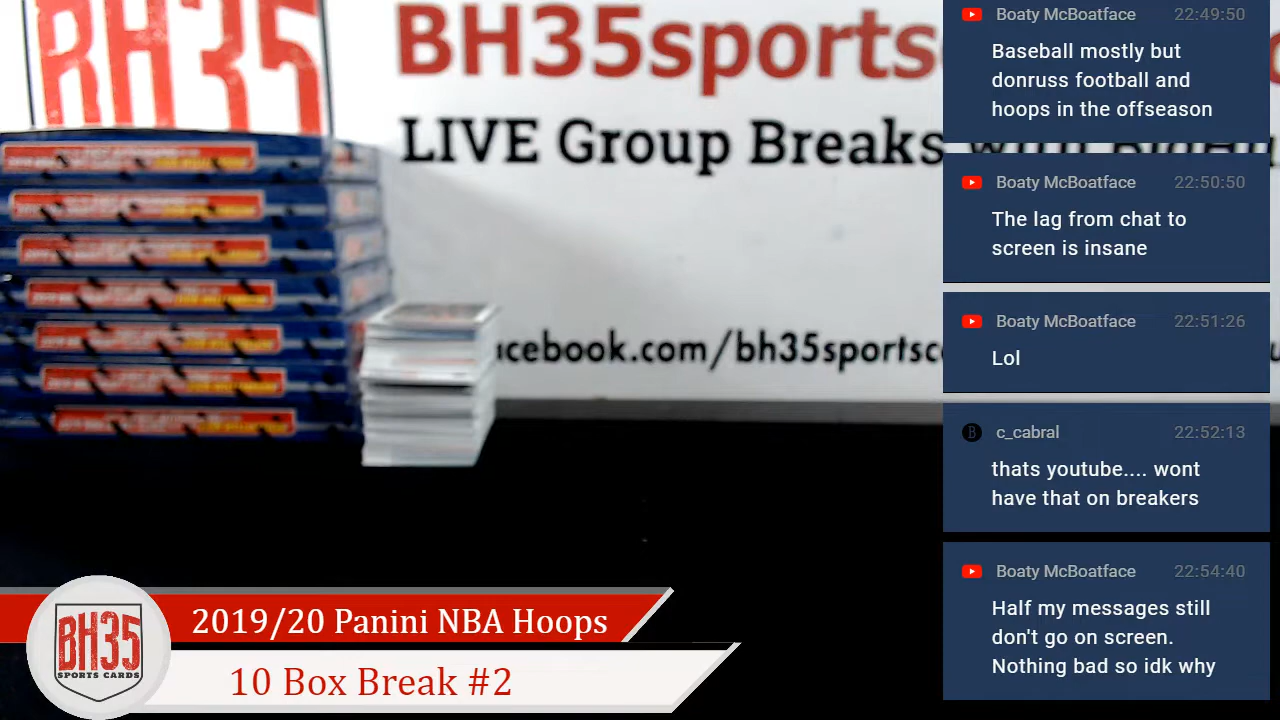 BH35
BH35sports
LIVE Group Breaks
acebook.com/bh35sportsc
Boaty McBoatface 22:49:50
Baseball mostly but
donruss football and
hoops in the offseason
Boaty McBoatface 22:50:50
The lag from chat to
screen is insane
Boaty McBoatface 22:51:26
Lol
c_cabral 22:52:13
thats youtube.... wont
have that on breakers
Boaty McBoatface 22:54:40
Half my messages still
don't go on screen.
Nothing bad so idk why
2019/20 Panini NBA Hoops
10 Box Break #2
BH35
SPORTS CARDS